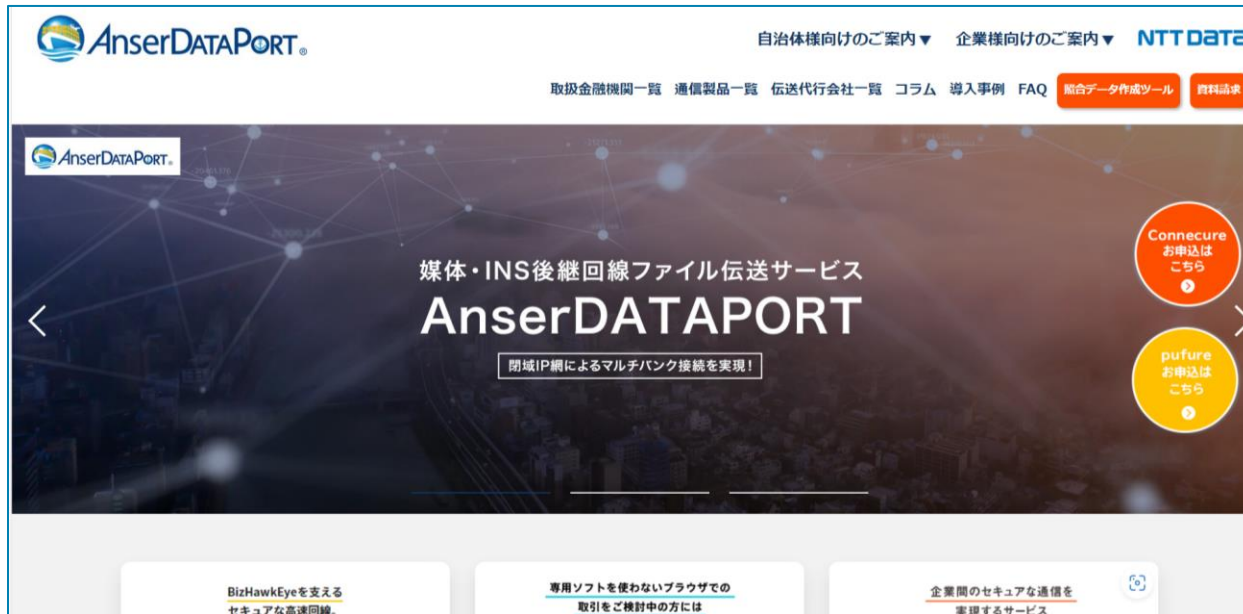 AnserDATAPORT®
自治体様向けのご案内▼ 企業様向けのご案内▼ NTT DATA
取扱金融機関一覧 通信製品一覧 伝送代行会社一覧 コラム 導入事例 FAQ 照合データ作成ツール 資料請求
AnserDATAPORT®
Connecure
お申込は
こちら
媒体・INS後継回線ファイル伝送サービス
AnserDATAPORT
閉域IP網によるマルチバンク接続を実現!
pufure
お申込は
こちら
BizHawkEyeを支える
セキュアな高速回線。
専用ソフトを使わないブラウザでの
取引をご検討中の方には
企業間のセキュアな通信を
実現するサービス